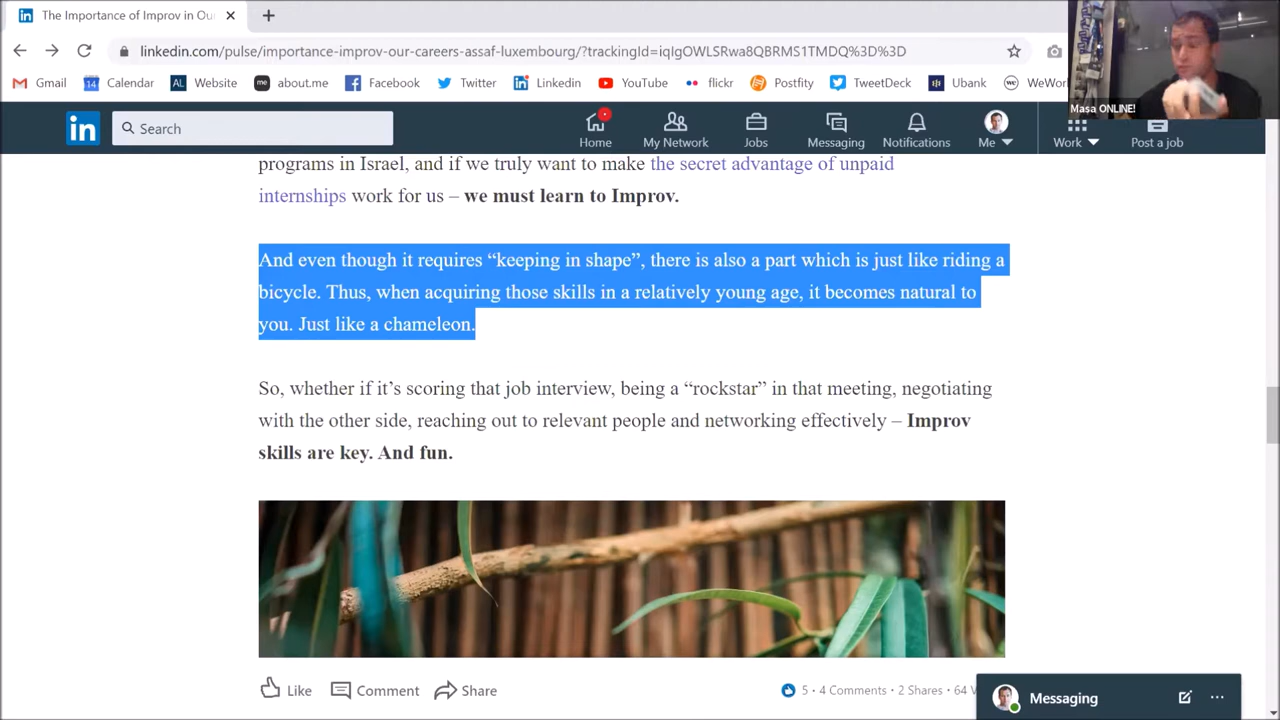 The Importance of Improv in Ou
linkedin.com/pulse/importance-improv-our-careers-assaf-luxembourg/?trackingId=iqIgOWLSRwa8QBRMS1TMDQ%3D%3D
Gmail Calendar Website about.me Facebook Twitter Linkedin YouTube flickr Postfity TweetDeck Ubank WeWor
Masa ONLINE!
Search
Home My Network Jobs Messaging Notifications Me Work Post a job
programs in Israel, and if we truly want to make the secret advantage of unpaid
internships work for us – we must learn to Improv.
And even though it requires “keeping in shape”, there is also a part which is just like riding a
bicycle. Thus, when acquiring those skills in a relatively young age, it becomes natural to
you. Just like a chameleon.
So, whether if it’s scoring that job interview, being a “rockstar” in that meeting, negotiating
with the other side, reaching out to relevant people and networking effectively – Improv
skills are key. And fun.
Like Comment Share 5 · 4 Comments · 2 Shares · 64 V
Messaging